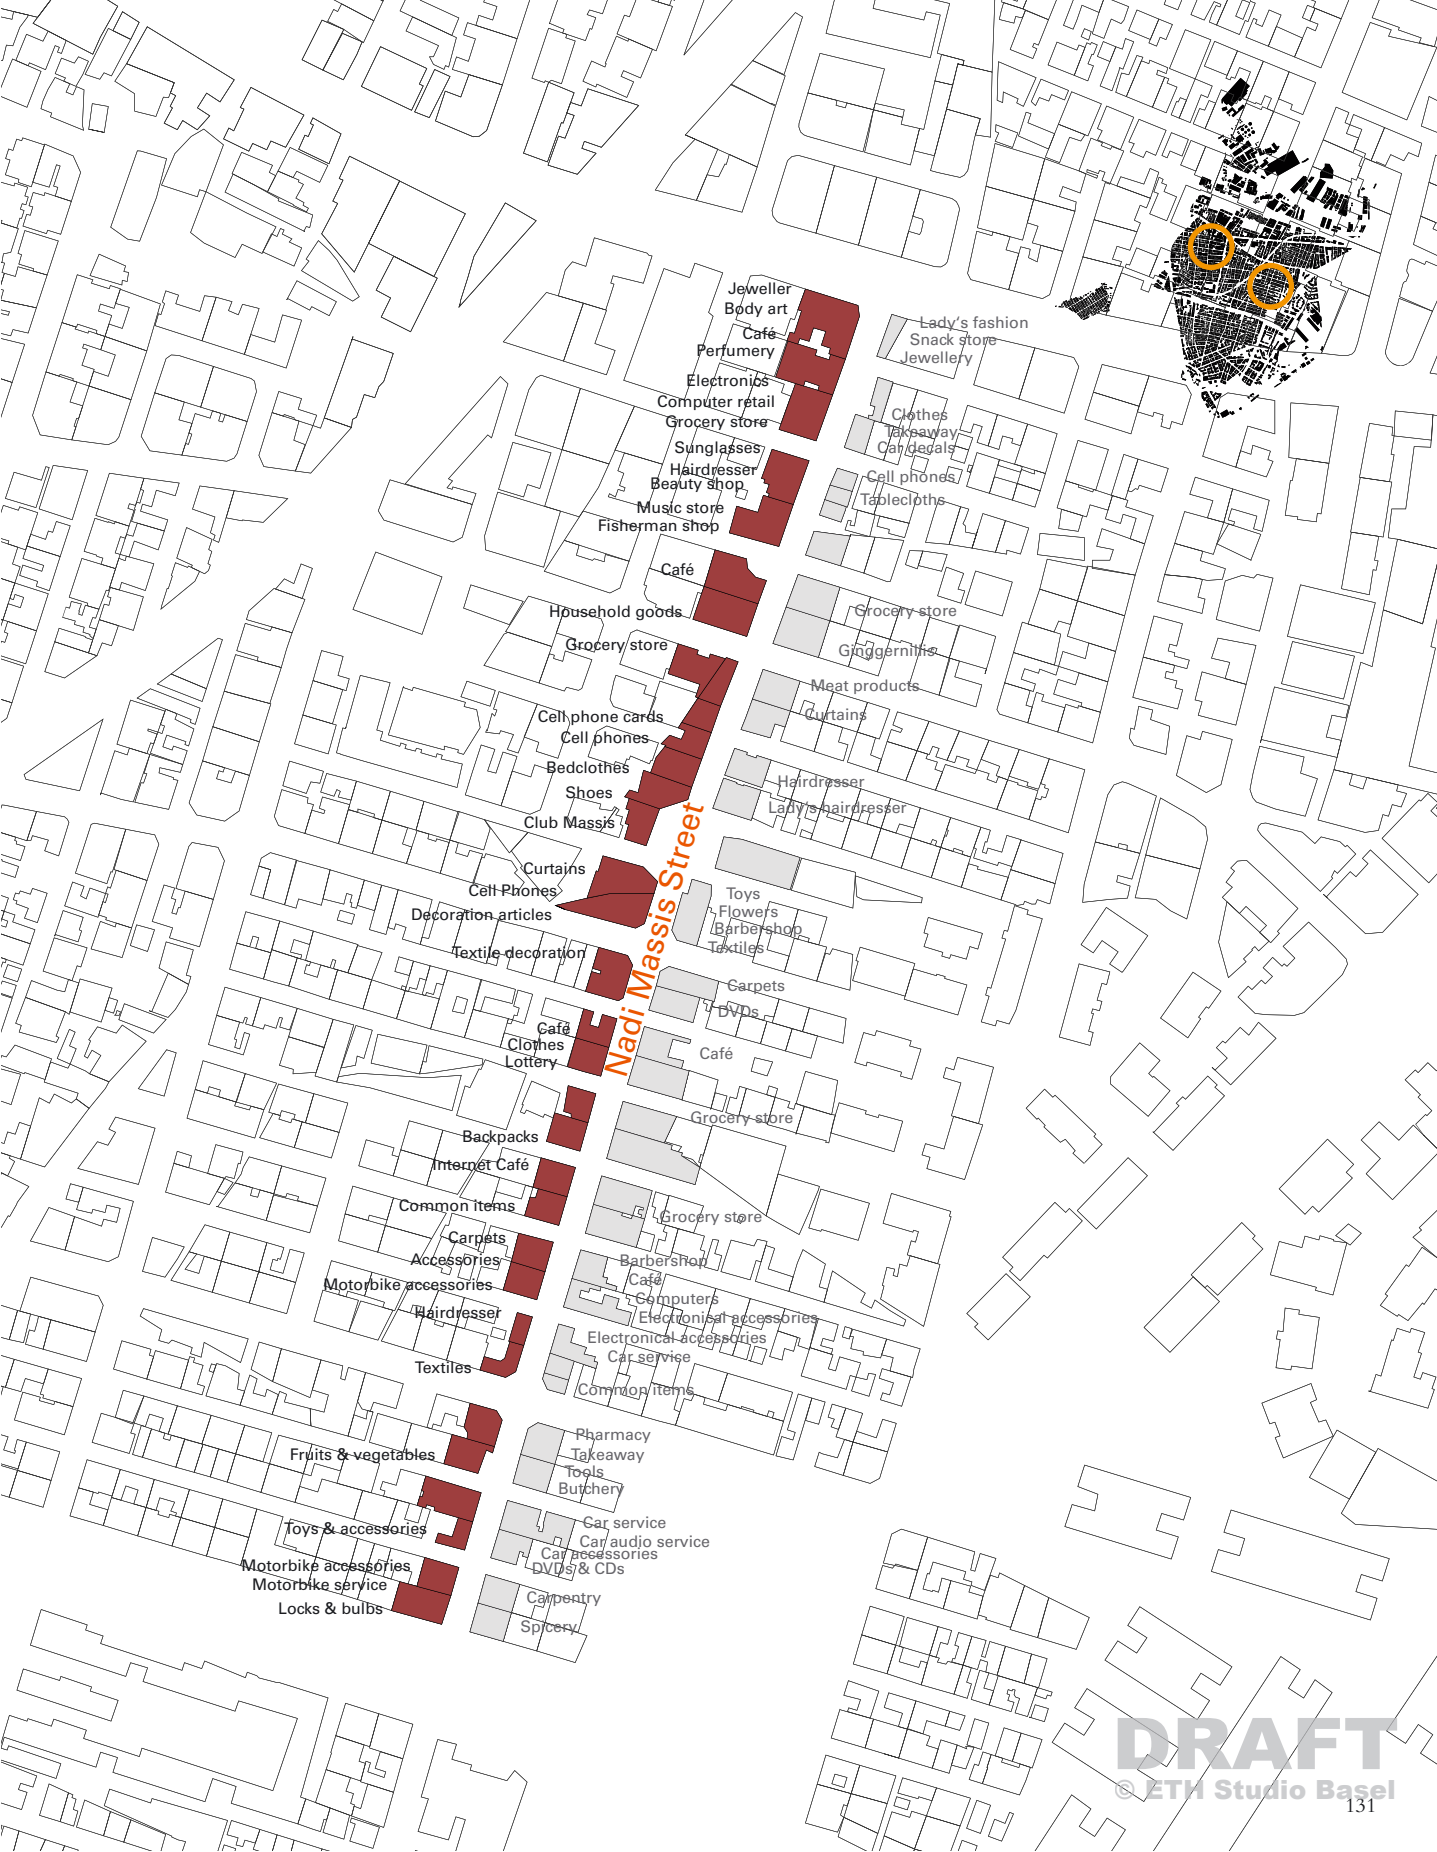 Jeweller
Body art
Café
Perfumery
Electronics
Computer retail
Grocery store
Sunglasses
Hairdresser
Beauty shop
Music store
Fisherman shop
Café
Household goods
Grocery store
Cell phone cards
Cell phones
Bedclothes
Shoes
Club Massis
Curtains
Cell Phones
Decoration articles
Textile decoration
Café
Clothes
Lottery
Backpacks
Internet Café
Common items
Carpets
Accessories
Motorbike accessories
Hairdresser
Textiles
Fruits & vegetables
Toys & accessories
Motorbike accessories
Motorbike service
Locks & bulbs
Nadi Massis Street
Lady's fashion
Snack store
Jewellery
Clothes
Takeaway
Car decals
Cell phones
Tablecloths
Grocery store
Ginggernillis
Meat products
Curtains
Hairdresser
Lady's hairdresser
Toys
Flowers
Barbershop
Textiles
Carpets
DVDs
Café
Grocery store
Grocery store
Barbershop
Café
Computers
Electronical accessories
Electronical accessories
Car service
Common items
Pharmacy
Takeaway
Tools
Butchery
Car service
Car audio service
Car accessories
DVDs & CDs
Carpentry
Spicery
DRAFT
© ETH Studio Basel
131